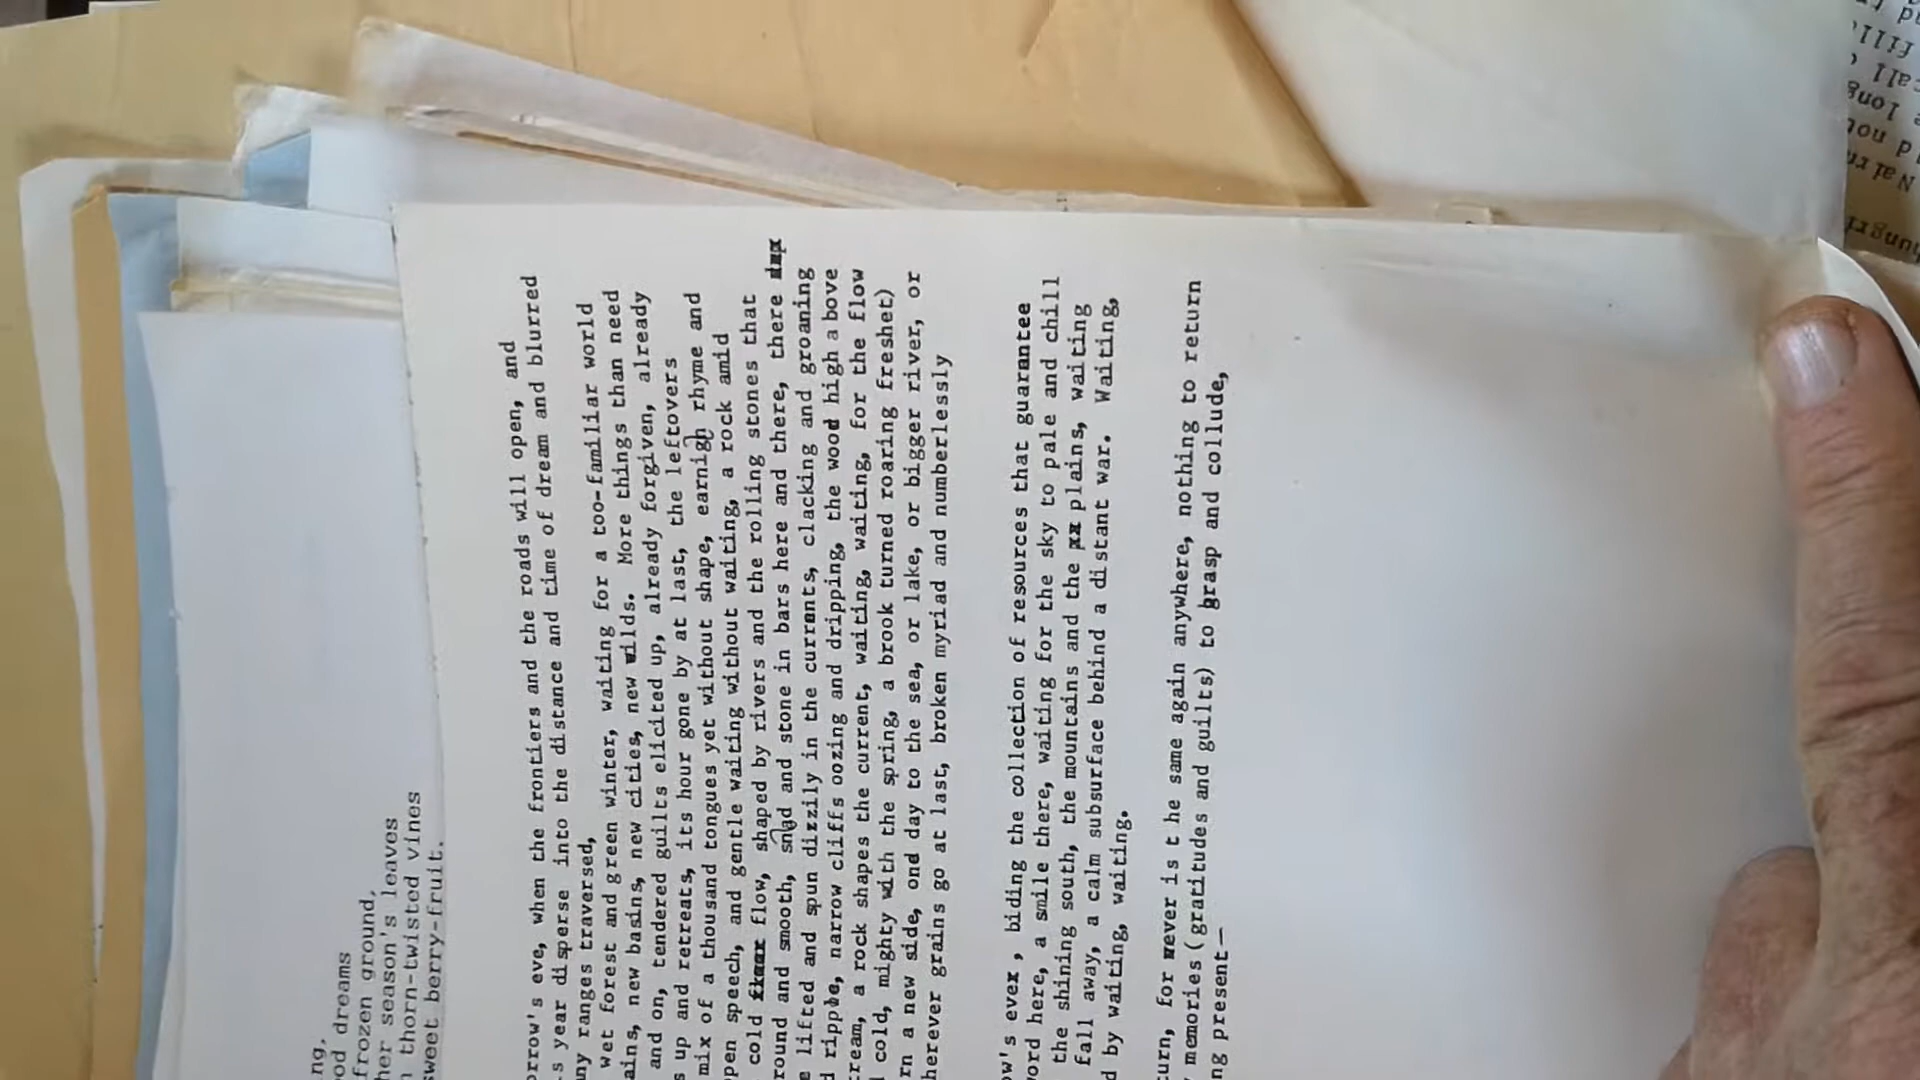 ng,
od dreams
frozen ground,
her season's leaves
thorn-twisted vines
sweet berry-fruit.
orrow's eve, when the frontiers and the roads will open, and
s year disperse into the distance and time of dream and blurred
ny ranges traversed,
wet forest and green winter, waiting for a too-familiar world
ains, new basins, new cities, new wilds. More things than need
and on, tendered guilts elicited up, already forgiven, already
s up and retreats, its hour gone by at last, the leftovers
mix of a thousand tongues yet without shape, earnigh rhyme and
pen speech, and gentle waiting without waiting, a rock amid
cold flow, shaped by rivers and the rolling stones that
round and smooth, snad and stone in bars here and there, there
e lifted and spun dizzily in the currents, clacking and groaning
d ripple, narrow cliffs oozing and dripping, the wood high above
tream, a rock shapes the current, waiting, waiting, for the flow
cold, mighty with the spring, a brook turned roaring freshet)
rn a new side, ond day to the sea, or lake, or bigger river, or
herever grains go at last, broken myriad and numberlessly
ow's ever, biding the collection of resources that guarantee
word here, a smile there, waiting for the sky to pale and chill
the shining south, the mountains and the plains, waiting
fall away, a calm subsurface behind a distant war. Waiting,
d by waiting, waiting.
turn, for never is t he same again anywhere, nothing to return
memories (gratitudes and guilts) to grasp and collude,
ng present—